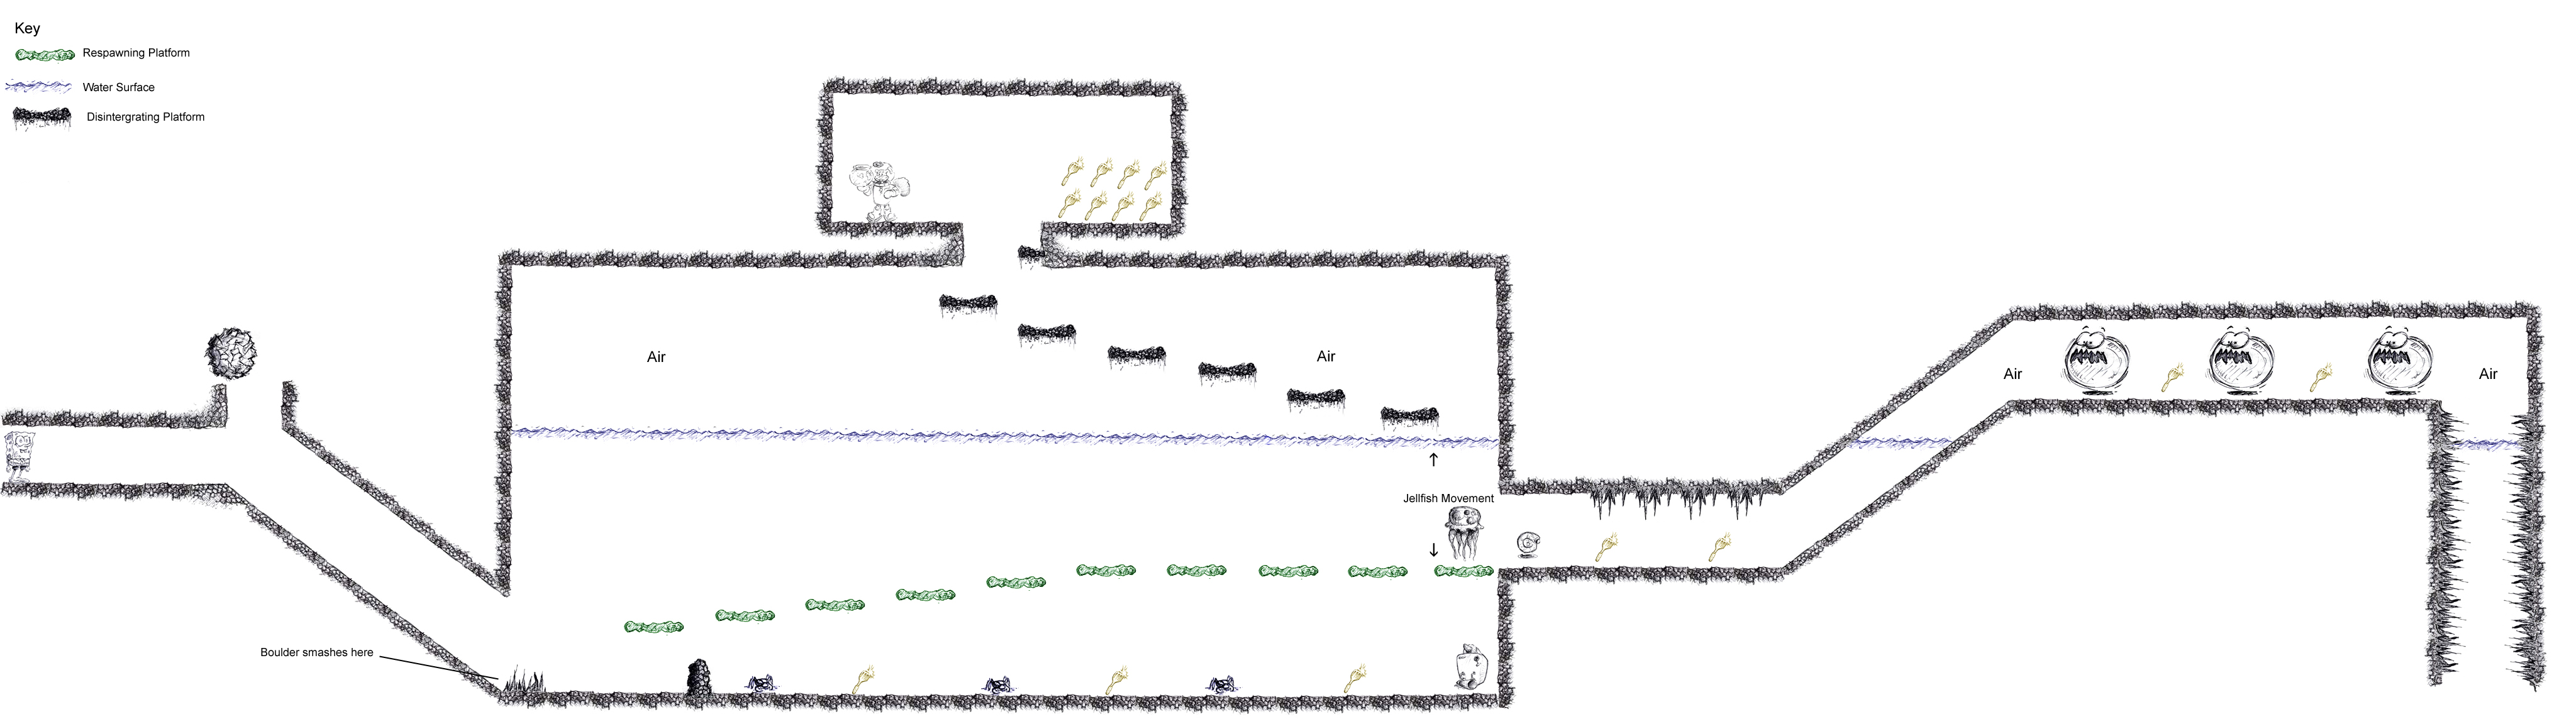 Key
Respawning Platform
Water Surface
Disintergrating Platform
Air
Air
Air
Air
Jellfish Movement
Boulder smashes here